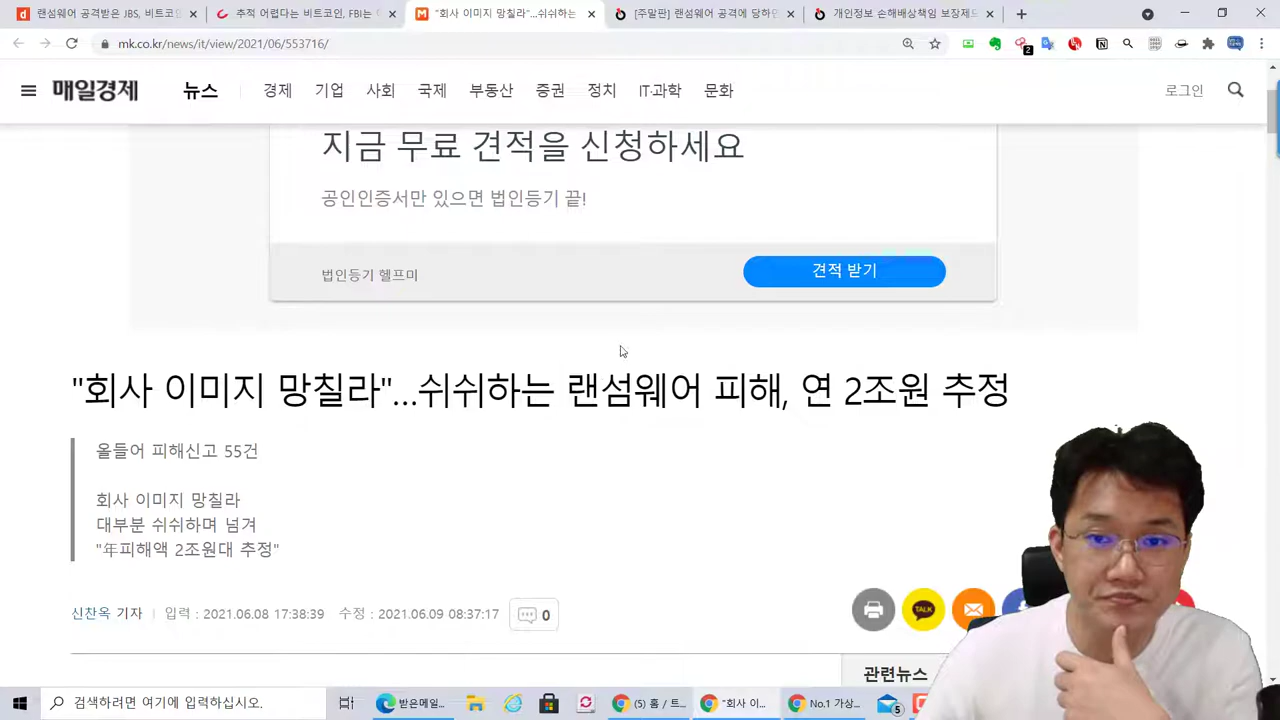 랜섬웨어 공격받은 JBS, 비트코인
추적 어렵다는 비트코인, FBI는
"회사 이미지 망칠라"...쉬쉬하는
[주말판] 랜섬웨어 공격에 당하면
개인정보 손해배상책임 보장제도
mk.co.kr/news/it/view/2021/06/553716/
2
매일경제
뉴스
경제
기업
사회
국제
부동산
증권
정치
IT·과학
문화
로그인
지금 무료 견적을 신청하세요
공인인증서만 있으면 법인등기 끝!
법인등기 헬프미
견적 받기
"회사 이미지 망칠라"...쉬쉬하는 랜섬웨어 피해, 연 2조원 추정
올들어 피해신고 55건
회사 이미지 망칠라
대부분 쉬쉬하며 넘겨
"年피해액 2조원대 추정"
신찬옥 기자
입력 : 2021.06.08 17:38:39
수정 : 2021.06.09 08:37:17
0
TALK
관련뉴스
검색하려면 여기에 입력하십시오.
받은메일...
(5) 홈 / 트...
"회사 이...
No.1 가상...
5